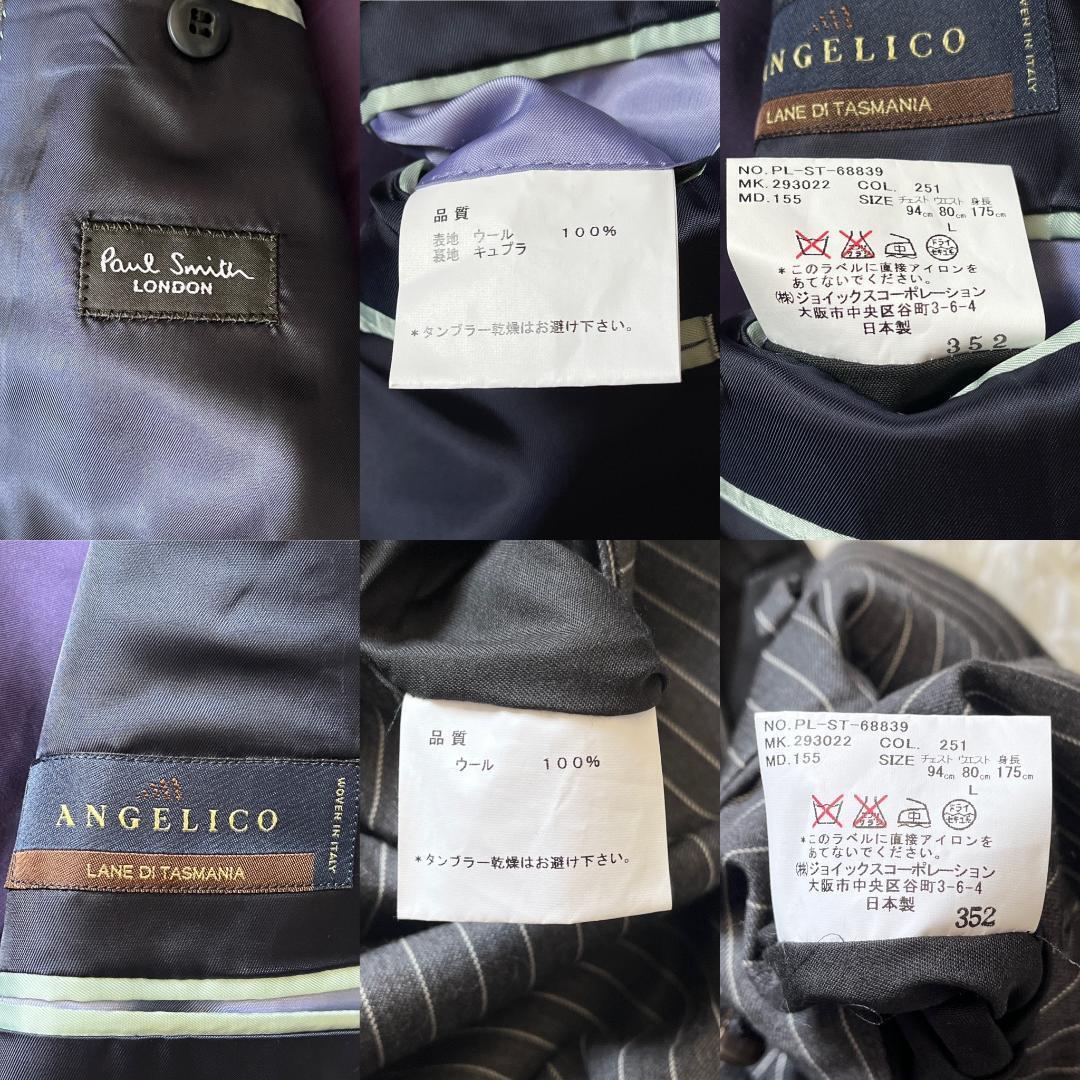 Paul Smith
LONDON
品質
表地 ウール 100%
裏地 キュプラ
*タンブラー乾燥はお避け下さい。
ANGELICO
LANE DI TASMANIA
WOVEN IN ITALY
NO.PL-ST-68839
MK.293022 COL. 251
MD.155 SIZE チェスト ウエスト 身長
94cm 80cm 175cm
L
ドライ
セキユ系
*このラベルに直接アイロンを
あてないでください。
㈱ジョイックスコーポレーション
大阪市中央区谷町3-6-4
日本製
352
ANGELICO
LANE DI TASMANIA
WOVEN IN ITALY
品質
ウール 100%
*タンブラー乾燥はお避け下さい。
NO.PL-ST-68839
MK.293022 COL. 251
MD.155 SIZE チェスト ウエスト 身長
94cm 80cm 175cm
L
ドライ
セキユ系
*このラベルに直接アイロンを
あてないでください。
㈱ジョイックスコーポレーション
大阪市中央区谷町3-6-4
日本製
352